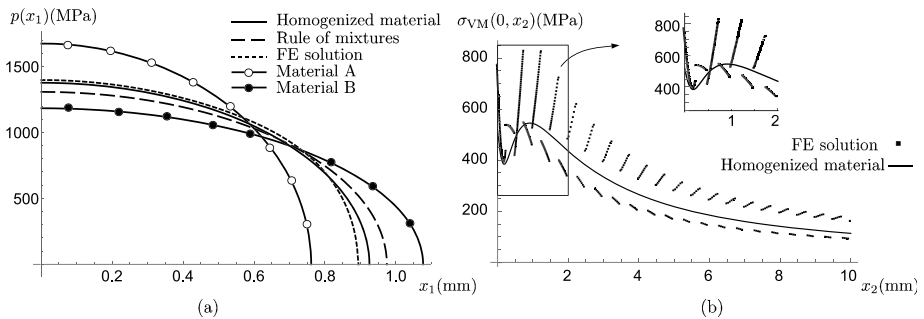 p(x₁)(MPa)
1500
1000
500
0.2 0.4 0.6 0.8 1.0
x₁(mm)
Homogenized material
Rule of mixtures
FE solution
Material A
Material B
(a)
σ_VM(0, x₂)(MPa)
800
600
400
200
2 4 6 8 10
x₂(mm)
800
600
400
1 2
FE solution
Homogenized material
(b)